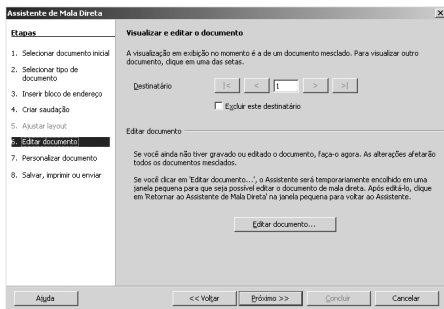 Assistente de Mala Direta
Etapas
1. Selecionar documento inicial
2. Selecionar tipo de
documento
3. Inserir bloco de endereço
4. Criar saudação
5. Ajustar layout
6. Editar documento
7. Personalizar documento
8. Salvar, imprimir ou enviar
Visualizar e editar o documento
A visualização em exibição no momento é a de um documento mesclado. Para visualizar outro
documento, clique em uma das setas.
Destinatário |< < 1 > >|
Excluir este destinatário
Editar documento
Se você ainda não tiver gravado ou editado o documento, faça-o agora. As alterações afetarão
todos os documentos mesclados.
Se você clicar em 'Editar documento...', o Assistente será temporariamente encolhido em uma
janela pequena para que seja possível editar o documento de mala direta. Após editá-lo, clique
em 'Retornar ao Assistente de Mala Direta' na janela pequena para voltar ao Assistente.
Editar documento...
Ajuda << Voltar Próximo >> Concluir Cancelar